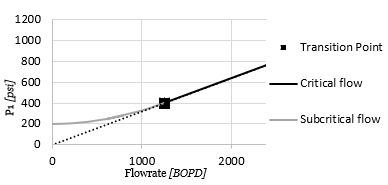 1200
1000
800
600
400
200
0
P1 [psi]
0
1000
2000
Flowrate [BOPD]
Transition Point
Critical flow
Subcritical flow